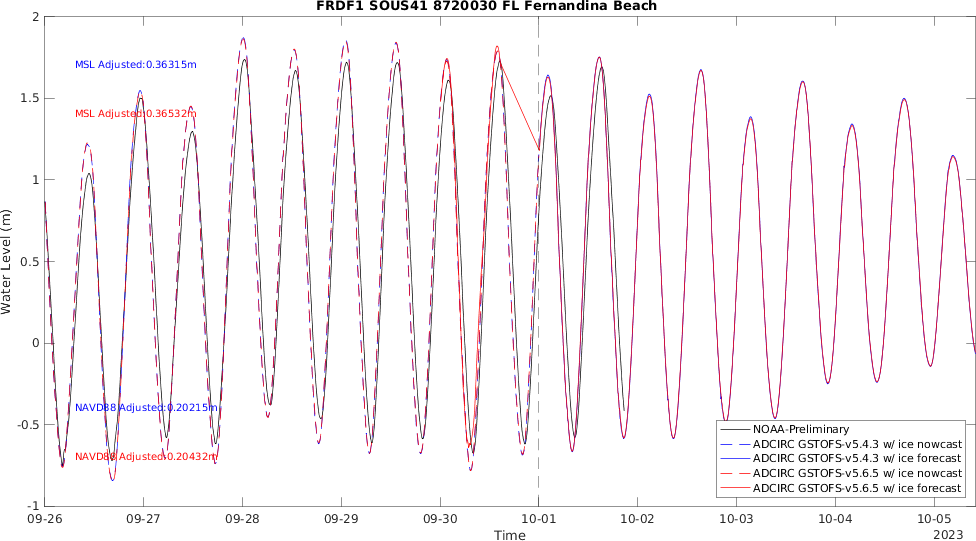 FRDF1 SOUS41 8720030 FL Fernandina Beach
2
1.5
1
0.5
0
-0.5
-1
Water Level (m)
MSL Adjusted:0.36315m
MSL Adjusted:0.36532m
NAVD88 Adjusted:0.20215m
NAVD88 Adjusted:0.20432m
NOAA-Preliminary
ADCIRC GSTOFS-v5.4.3 w/ ice nowcast
ADCIRC GSTOFS-v5.4.3 w/ ice forecast
ADCIRC GSTOFS-v5.6.5 w/ ice nowcast
ADCIRC GSTOFS-v5.6.5 w/ ice forecast
09-26 09-27 09-28 09-29 09-30 10-01 10-02 10-03 10-04 10-05
Time
2023